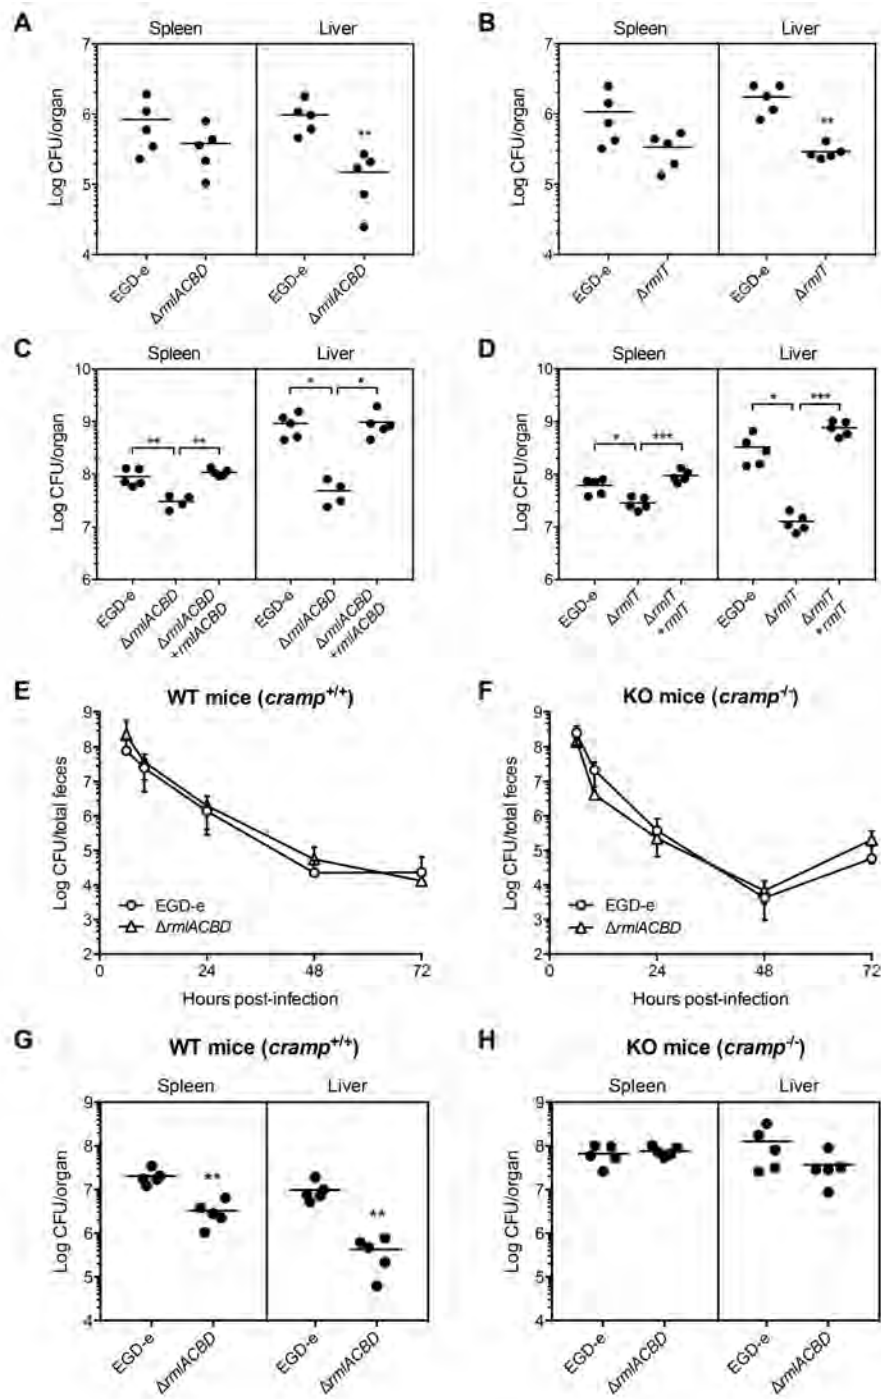 A
Spleen
Liver
Log CFU/organ
7
6
5
4
**
EGD-e
ΔrmlACBD
EGD-e
ΔrmlACBD
B
Spleen
Liver
Log CFU/organ
7
6
5
4
**
EGD-e
ΔrmlT
EGD-e
ΔrmlT
C
Spleen
Liver
Log CFU/organ
10
9
8
7
6
**
**
*
*
EGD-e
ΔrmlACBD
ΔrmlACBD
+rmlACBD
EGD-e
ΔrmlACBD
ΔrmlACBD
+rmlACBD
D
Spleen
Liver
Log CFU/organ
10
9
8
7
6
*
***
*
***
EGD-e
ΔrmlT
ΔrmlT
+rmlT
EGD-e
ΔrmlT
ΔrmlT
+rmlT
E
WT mice (cramp+/+)
Log CFU/total feces
9
8
7
6
5
4
3
2
EGD-e
ΔrmlACBD
0
24
48
72
Hours post-infection
F
KO mice (cramp-/-)
Log CFU/total feces
9
8
7
6
5
4
3
2
EGD-e
ΔrmlACBD
0
24
48
72
Hours post-infection
G
WT mice (cramp+/+)
Spleen
Liver
Log CFU/organ
9
8
7
6
5
4
**
**
EGD-e
ΔrmlACBD
EGD-e
ΔrmlACBD
H
KO mice (cramp-/-)
Spleen
Liver
Log CFU/organ
9
8
7
6
5
4
EGD-e
ΔrmlACBD
EGD-e
ΔrmlACBD